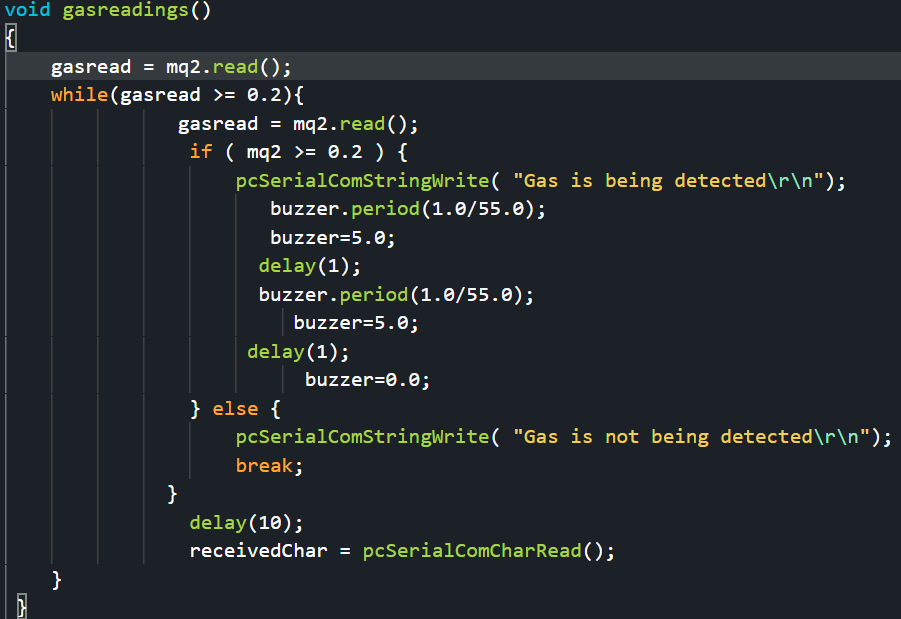 void gasreadings()
{
    gasread = mq2.read();
    while(gasread >= 0.2){
               gasread = mq2.read();
                if ( mq2 >= 0.2 ) {
                    pcSerialComStringWrite( "Gas is being detected\r\n");
                       buzzer.period(1.0/55.0);
                       buzzer=5.0;
                      delay(1);
                      buzzer.period(1.0/55.0);
                         buzzer=5.0;
                     delay(1);
                          buzzer=0.0;
                } else {
                    pcSerialComStringWrite( "Gas is not being detected\r\n");
                    break;
              }
                delay(10);
                receivedChar = pcSerialComCharRead();
    }
 }